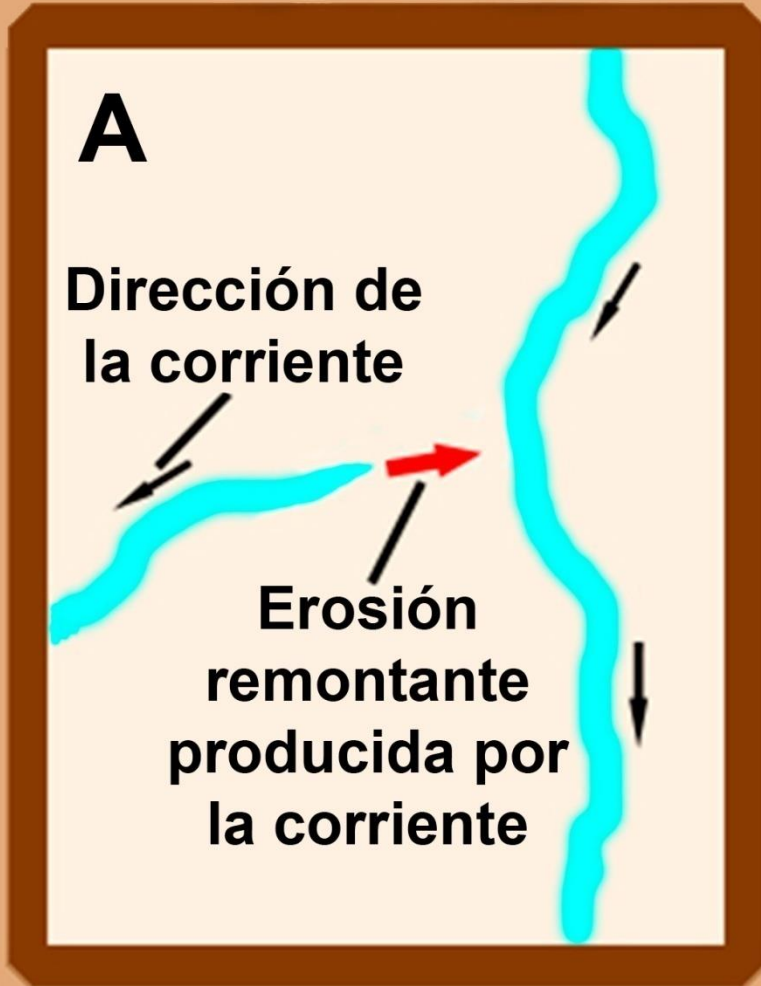 A
Dirección de
la corriente
Erosión
remontante
producida por
la corriente